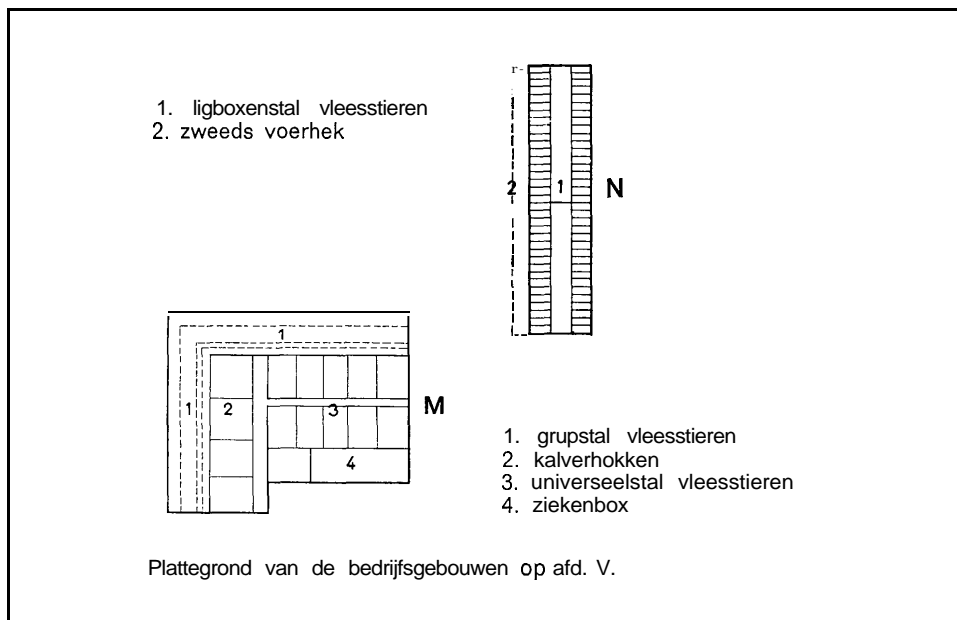 1. ligboxenstal vleesstieren
2. zweeds voerhek
2 1 N
1
1 2 3 M
4
1. grupstal vleesstieren
2. kalverhokken
3. universeelstal vleesstieren
4. ziekenbox
Plattegrond van de bedrijfsgebouwen op afd. V.